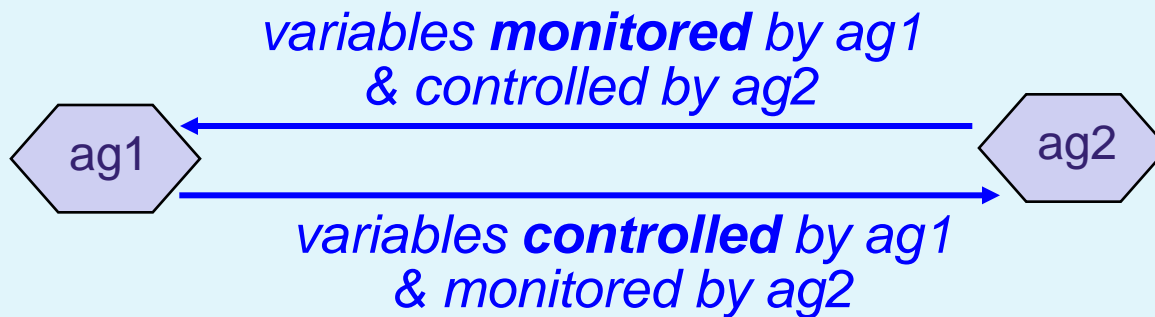 variables monitored by ag1
& controlled by ag2
ag1
ag2
variables controlled by ag1
& monitored by ag2